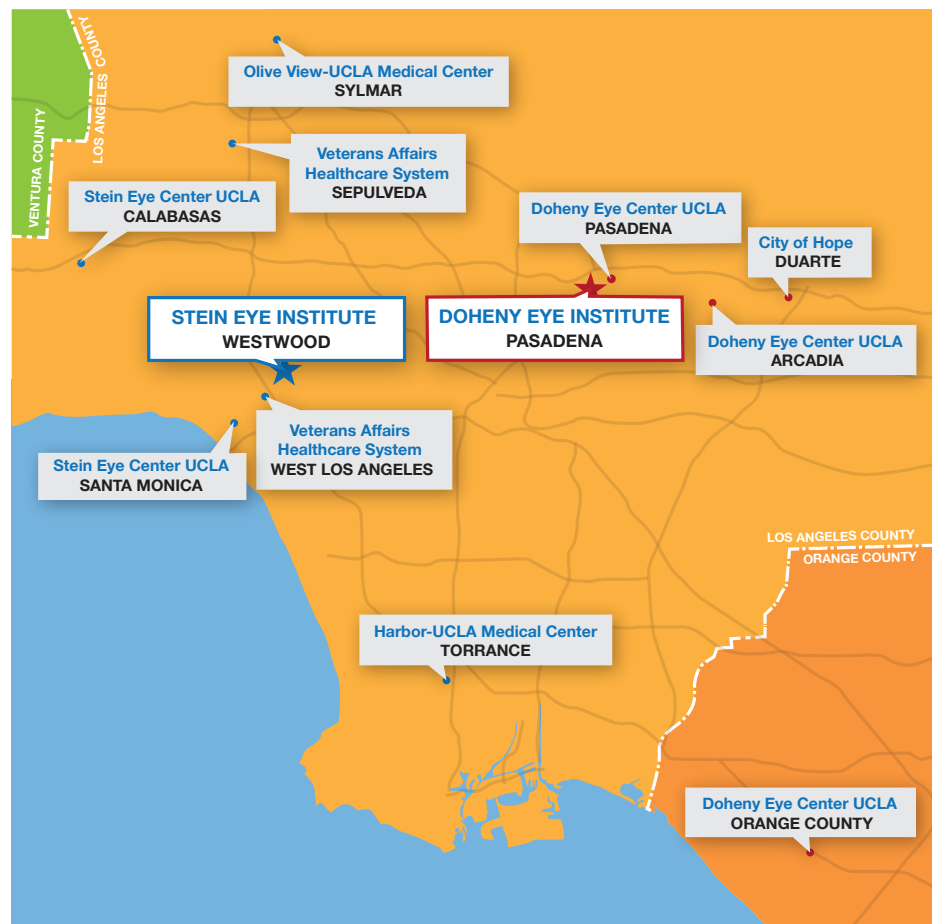 LOS ANGELES COUNTY
VENTURA COUNTY
Olive View-UCLA Medical Center
SYLMAR
Veterans Affairs
Healthcare System
SEPULVEDA
Stein Eye Center UCLA
CALABASAS
Doheny Eye Center UCLA
PASADENA
City of Hope
DUARTE
STEIN EYE INSTITUTE
WESTWOOD
DOHENY EYE INSTITUTE
PASADENA
Doheny Eye Center UCLA
ARCADIA
Veterans Affairs
Healthcare System
WEST LOS ANGELES
Stein Eye Center UCLA
SANTA MONICA
LOS ANGELES COUNTY
ORANGE COUNTY
Harbor-UCLA Medical Center
TORRANCE
Doheny Eye Center UCLA
ORANGE COUNTY